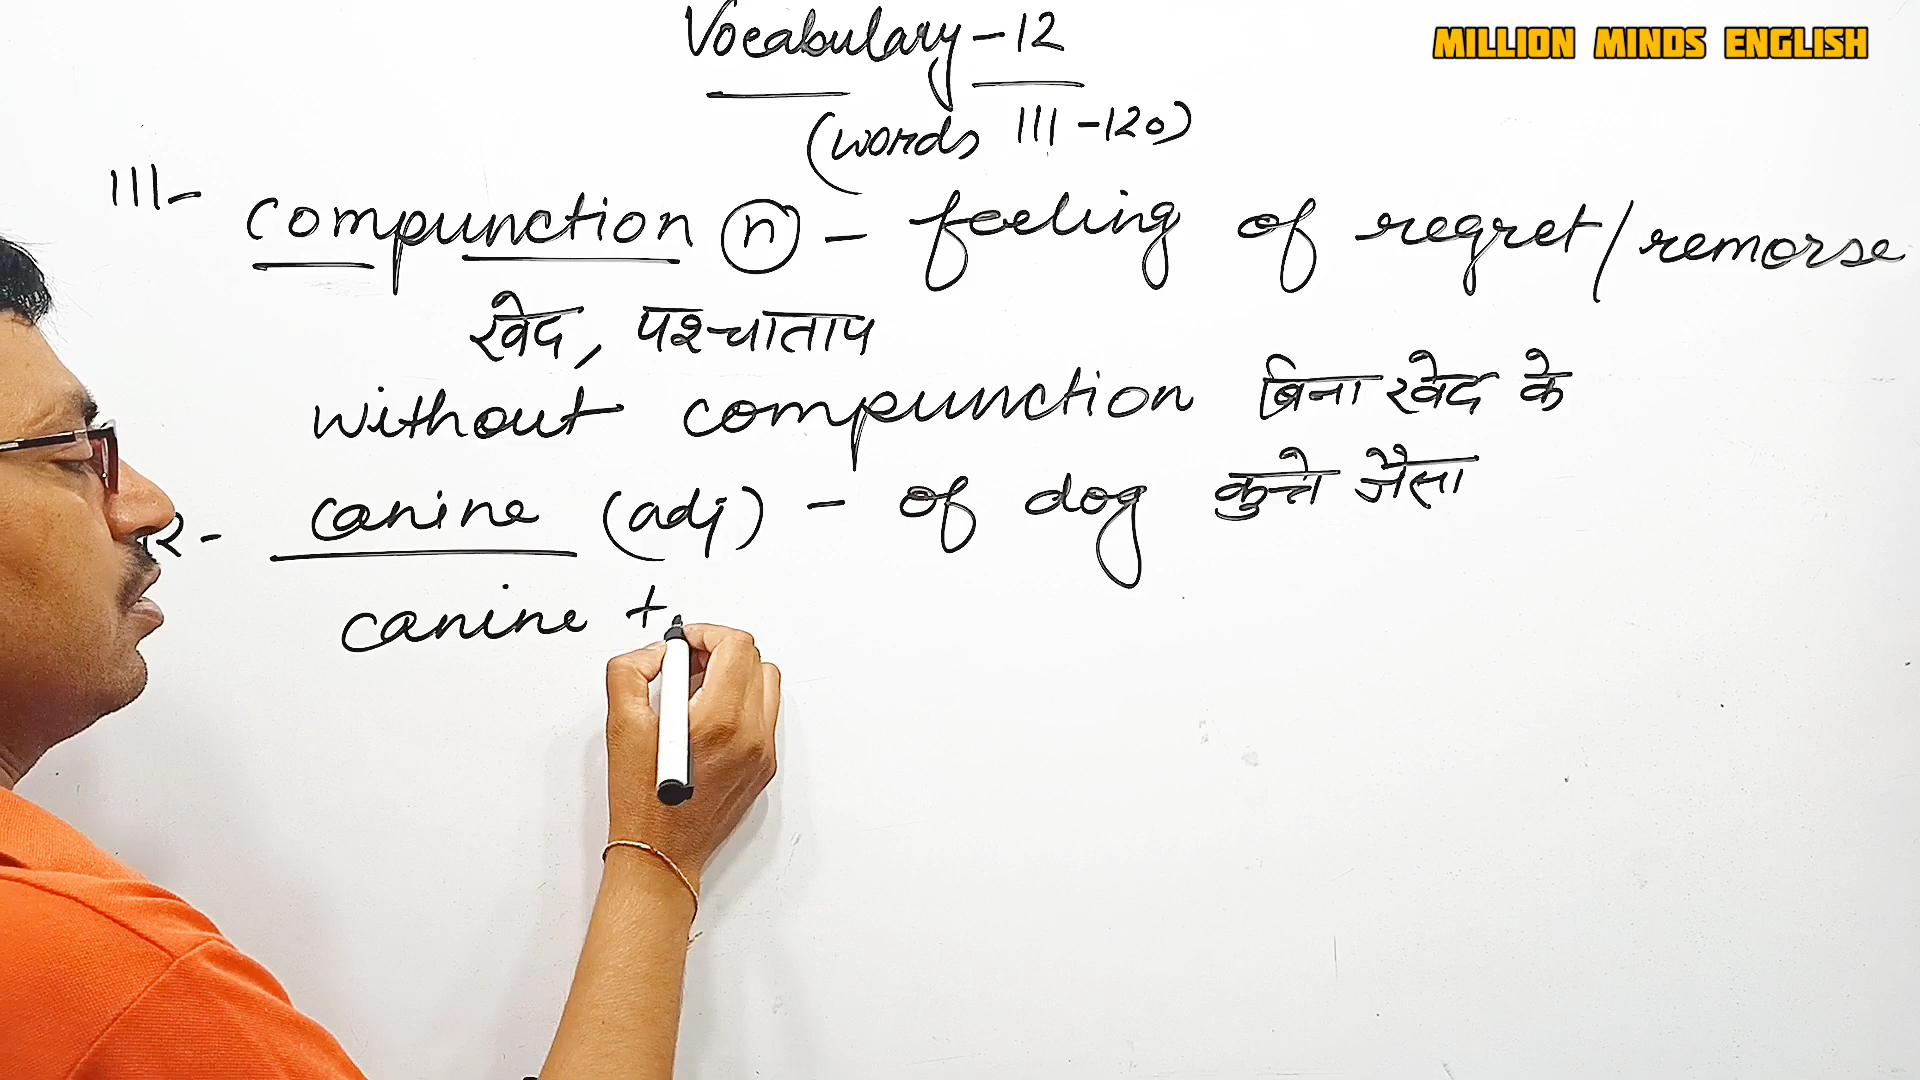 Vocabulary-12
MILLION MINDS ENGLISH
(words 111-120)
111- compunction n - feeling of regret/remorse
खेद, पश्चाताप
without compunction बिना खेद के
2- canine (adj) - of dog कुत्ते जैसा
canine t